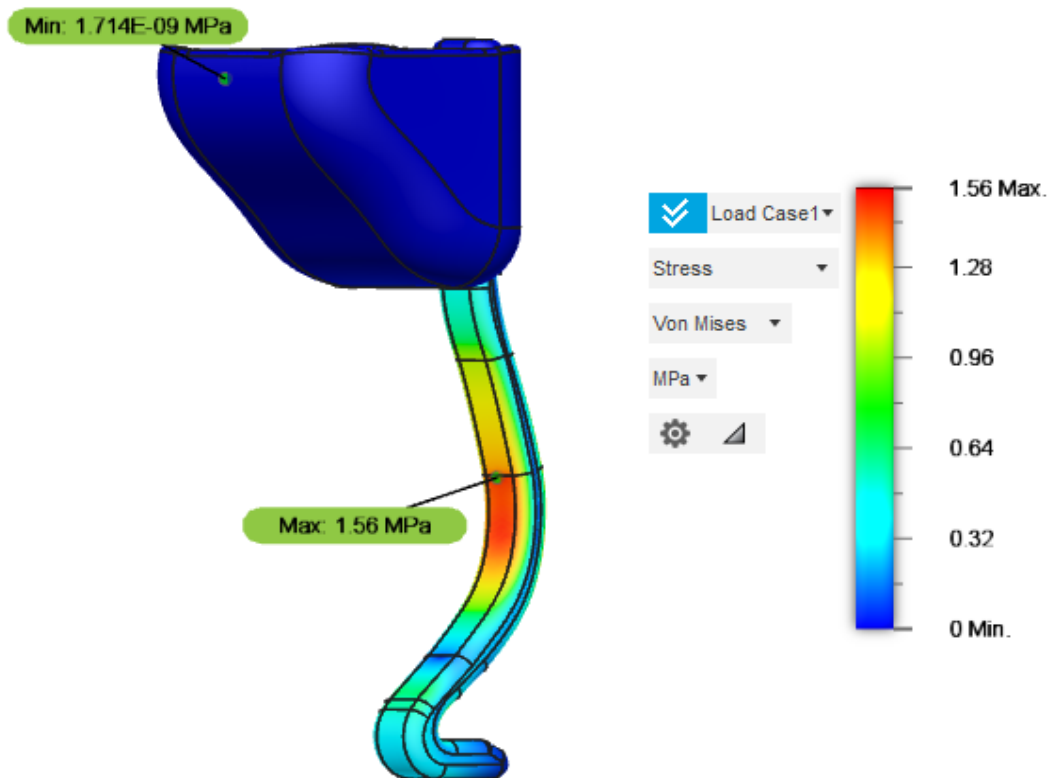 Min: 1.714E-09 MPa
Max: 1.56 MPa
Load Case1
Stress
Von Mises
MPa
1.56 Max.
1.28
0.96
0.64
0.32
0 Min.